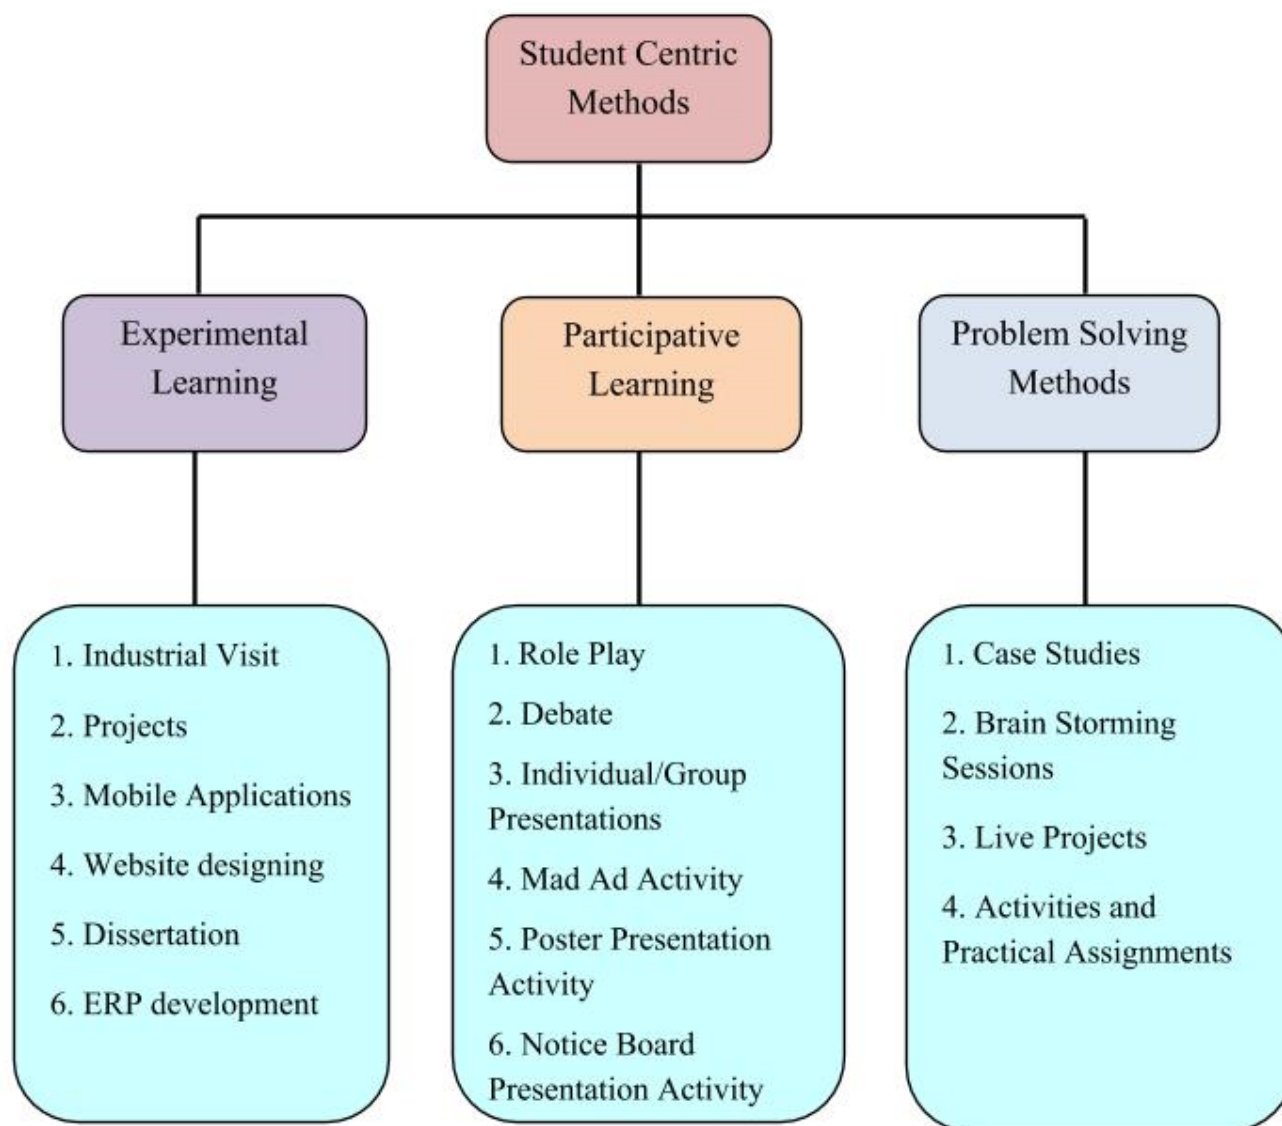 Student Centric
Methods
Experimental
Learning
Participative
Learning
Problem Solving
Methods
1. Industrial Visit
2. Projects
3. Mobile Applications
4. Website designing
5. Dissertation
6. ERP development
1. Role Play
2. Debate
3. Individual/Group
Presentations
4. Mad Ad Activity
5. Poster Presentation
Activity
6. Notice Board
Presentation Activity
1. Case Studies
2. Brain Storming
Sessions
3. Live Projects
4. Activities and
Practical Assignments